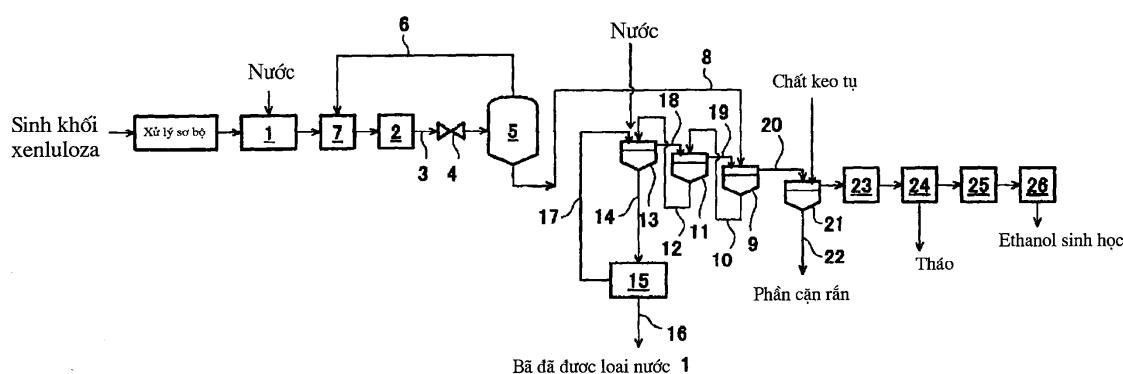 6
Nước
8
Nước
Chất keo tụ
18
19
20
Sinh khối
xenluloza
Xử lý sơ bộ
1
7
2
5
3
4
23
24
25
26
17
14
13
12
11
10
9
21
22
Ethanol sinh học
Tháo
Phần cặn rắn
15
16
Bã đã đươc loai nước 1